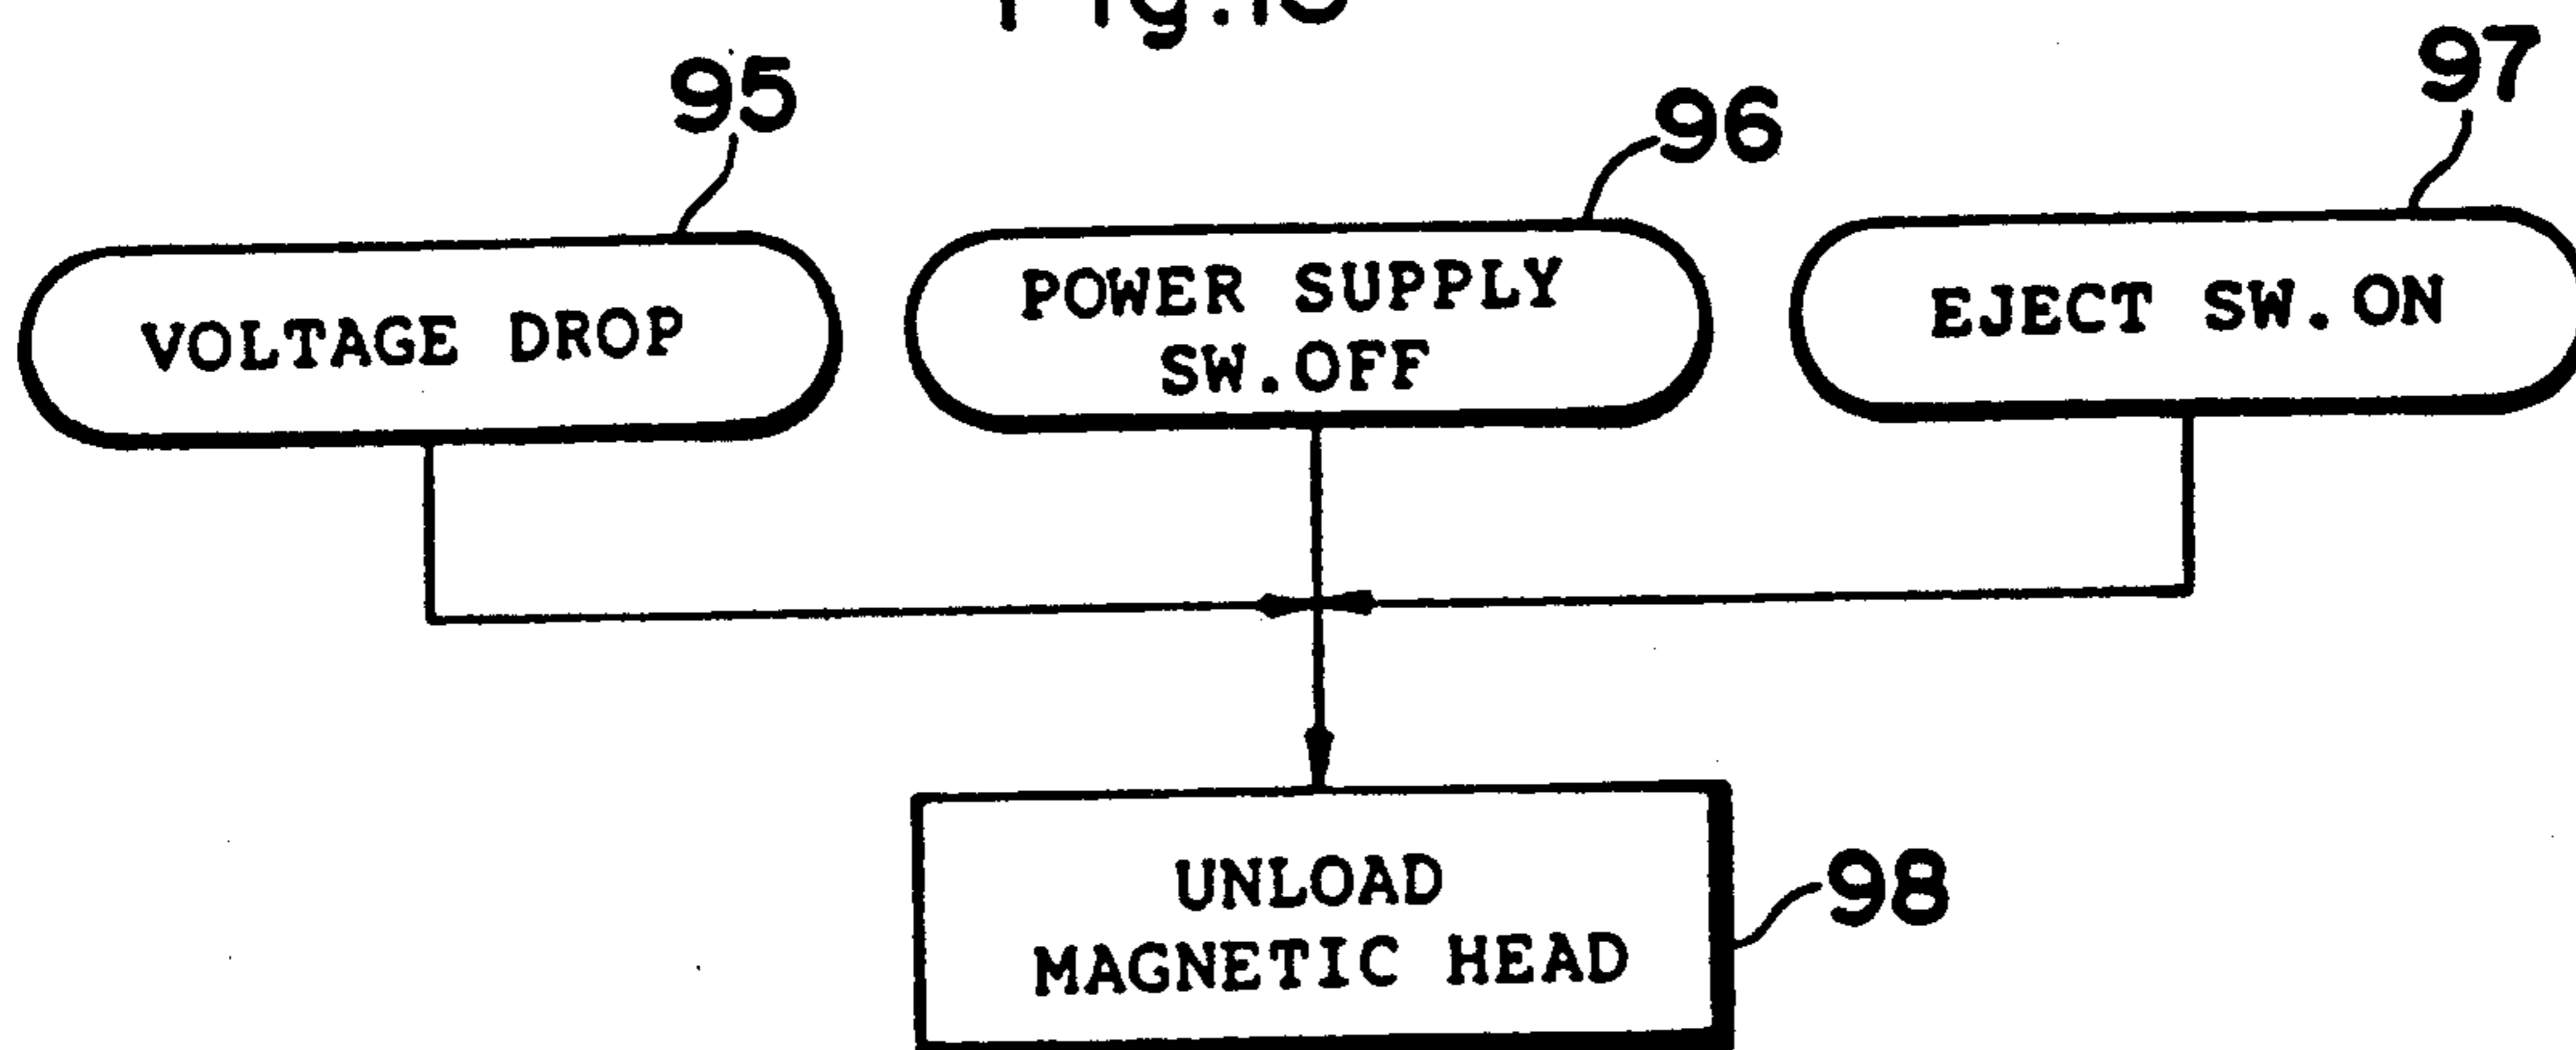 95
96
97
VOLTAGE DROP
POWER SUPPLY
SW.OFF
EJECT SW. ON
UNLOAD
MAGNETIC HEAD
98